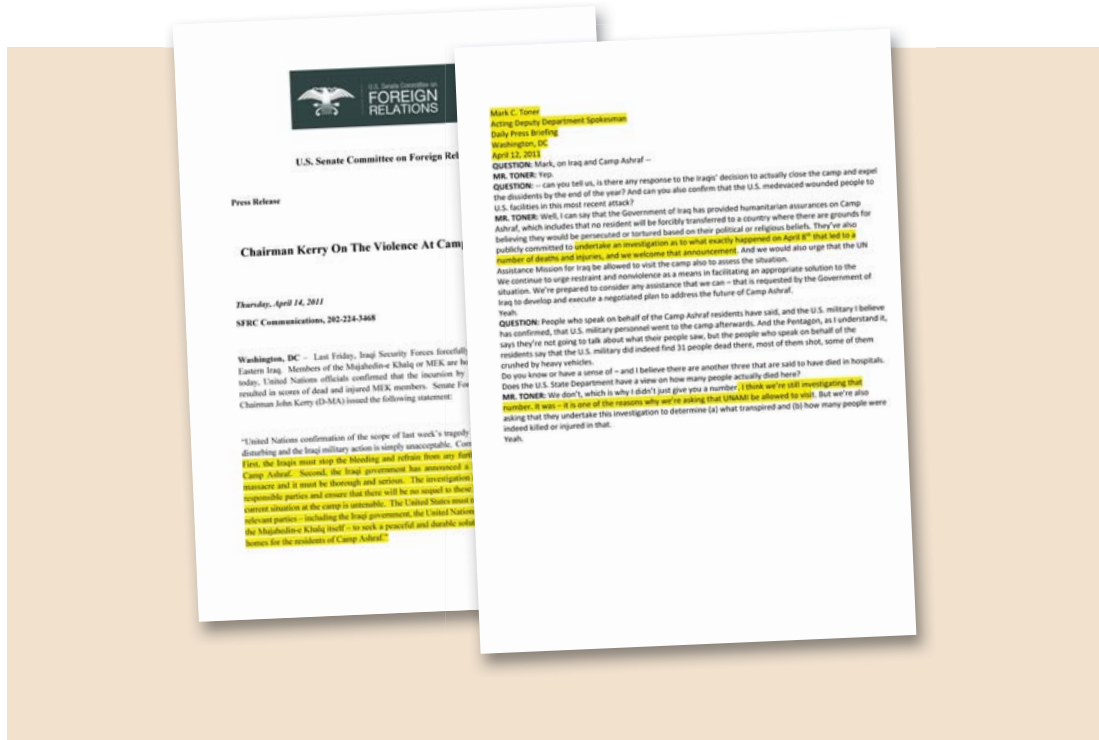 U.S. Senate Committee on
FOREIGN
RELATIONS
U.S. Senate Committee on Foreign Rel
Press Release
Chairman Kerry On The Violence At Camp
Thursday, April 14, 2011
SFRC Communications, 202-224-3468
Washington, DC – Last Friday, Iraqi Security Forces forcefully
Eastern Iraq. Members of the Mujahedin-e Khalq or MEK are
today, United Nations officials confirmed that the incursion by
resulted in scores of dead and injured MEK members. Senate For
Chairman John Kerry (D-MA) issued the following statement:
"United Nations confirmation of the scope of last week's tragedy
disturbing and the Iraqi military action is simply unacceptable.
First, the Iraqis must stop the bleeding and refrain from any
Camp Ashraf. Second, the Iraqi government has announced a
massacre and it must be thorough and serious. The investigation
responsible parties and ensure that there will be no sequel to these
current situation at the camp is untenable. The United States must
relevant parties – including the Iraqi government, the United Nation
the Mujahedin-e Khalq itself – to seek a peaceful and durable
homes for the residents of Camp Ashraf."
Mark C. Toner
Acting Deputy Department Spokesman
Daily Press Briefing
Washington, DC
April 12, 2011
QUESTION: Mark, on Iraq and Camp Ashraf --
MR. TONER: Yep.
QUESTION: -- can you tell us, is there any response to the Iraqis' decision to actually close the camp and expel
the dissidents by the end of the year? And can you also confirm that the U.S. medevaced wounded people to
U.S. facilities in this most recent attack?
MR. TONER: Well, I can say that the Government of Iraq has provided humanitarian assurances on Camp
Ashraf, which includes that no resident will be forcibly transferred to a country where there are grounds for
believing they would be persecuted or tortured based on their political or religious beliefs. They've also
publicly committed to undertake an investigation as to what exactly happened on April 8th that led to a
number of deaths and injuries, and we welcome that announcement. And we would also urge that the UN
Assistance Mission for Iraq be allowed to visit the camp also to assess the situation.
We continue to urge restraint and nonviolence as a means in facilitating an appropriate solution to the
situation. We're prepared to consider any assistance that we can – that is requested by the Government of
Iraq to develop and execute a negotiated plan to address the future of Camp Ashraf.
Yeah.
QUESTION: People who speak on behalf of the Camp Ashraf residents have said, and the U.S. military I believe
has confirmed, that U.S. military personnel went to the camp afterwards. And the Pentagon, as I understand it,
says they're not going to talk about what their people saw, but the people who speak on behalf of the
residents say that the U.S. military did indeed find 31 people dead there, most of them shot, some of them
crushed by heavy vehicles.
Do you know or have a sense of – and I believe there are another three that are said to have died in hospitals.
Does the U.S. State Department have a view on how many people actually died here?
MR. TONER: We don't, which is why I didn't just give you a number. I think we're still investigating that
number. It was – it is one of the reasons why we're asking that UNAMI be allowed to visit. But we're also
asking that they undertake this investigation to determine (a) what transpired and (b) how many people were
indeed killed or injured in that.
Yeah.